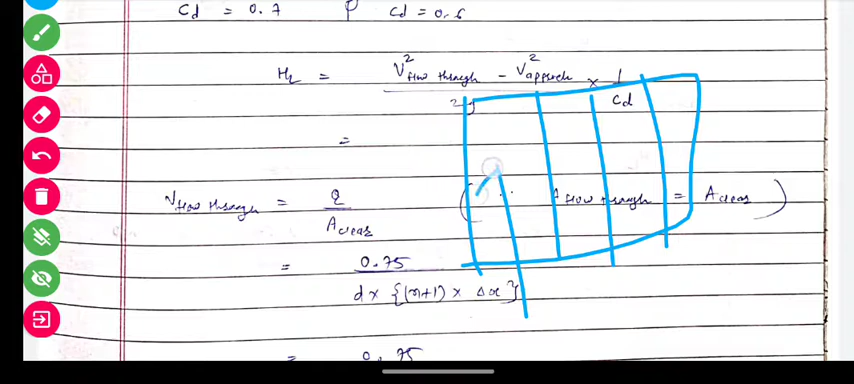 Cd = 0.7 ρ Cd = 0.6
HL = V²flow through - V²approach / 2g × 1/Cd
=
Vflow through = Q / Aclear ( ∵ Aflow through = Aclear )
= 0.75 / d× {(n+1) × Δx}
= 0.75